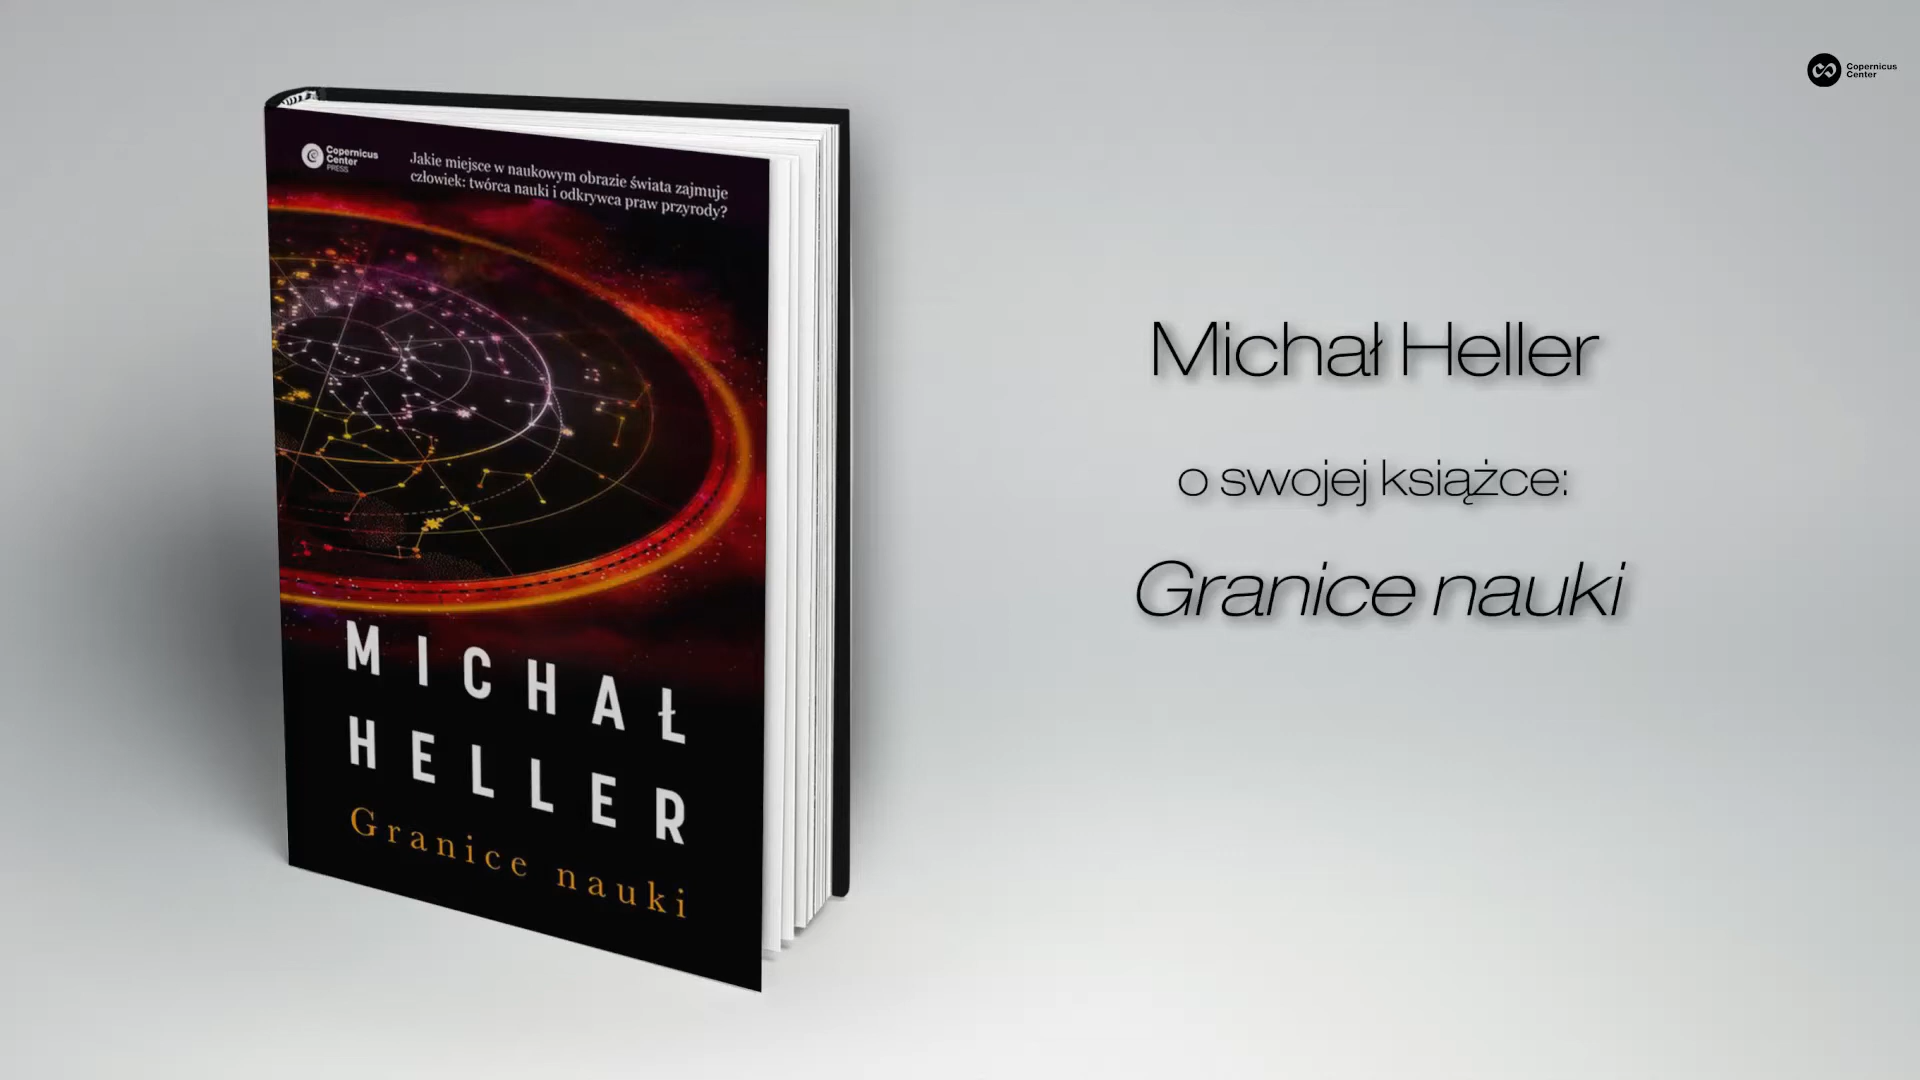 Copernicus
Center
Copernicus
Center
PRESS
Jakie miejsce w naukowym obrazie świata zajmuje
człowiek: twórca nauki i odkrywca praw przyrody?
MICHAŁ
HELLER
Granice nauki
Michał Heller
o swojej książce:
Granice nauki